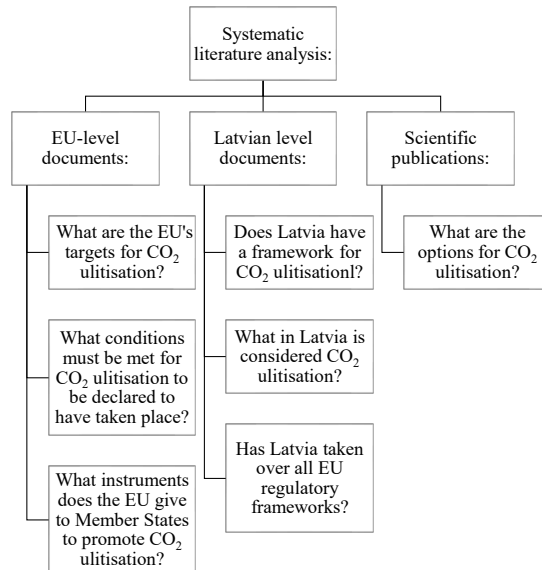 Systematic
literature analysis:
EU-level
documents:
Latvian level
documents:
Scientific
publications:
What are the EU's
targets for CO₂
ulitisation?
Does Latvia have
a framework for
CO₂ ulitisationl?
What are the
options for CO₂
ulitisation?
What conditions
must be met for
CO₂ ulitisation to
be declared to
have taken place?
What in Latvia is
considered CO₂
ulitisation?
What instruments
does the EU give
to Member States
to promote CO₂
ulitisation?
Has Latvia taken
over all EU
regulatory
frameworks?